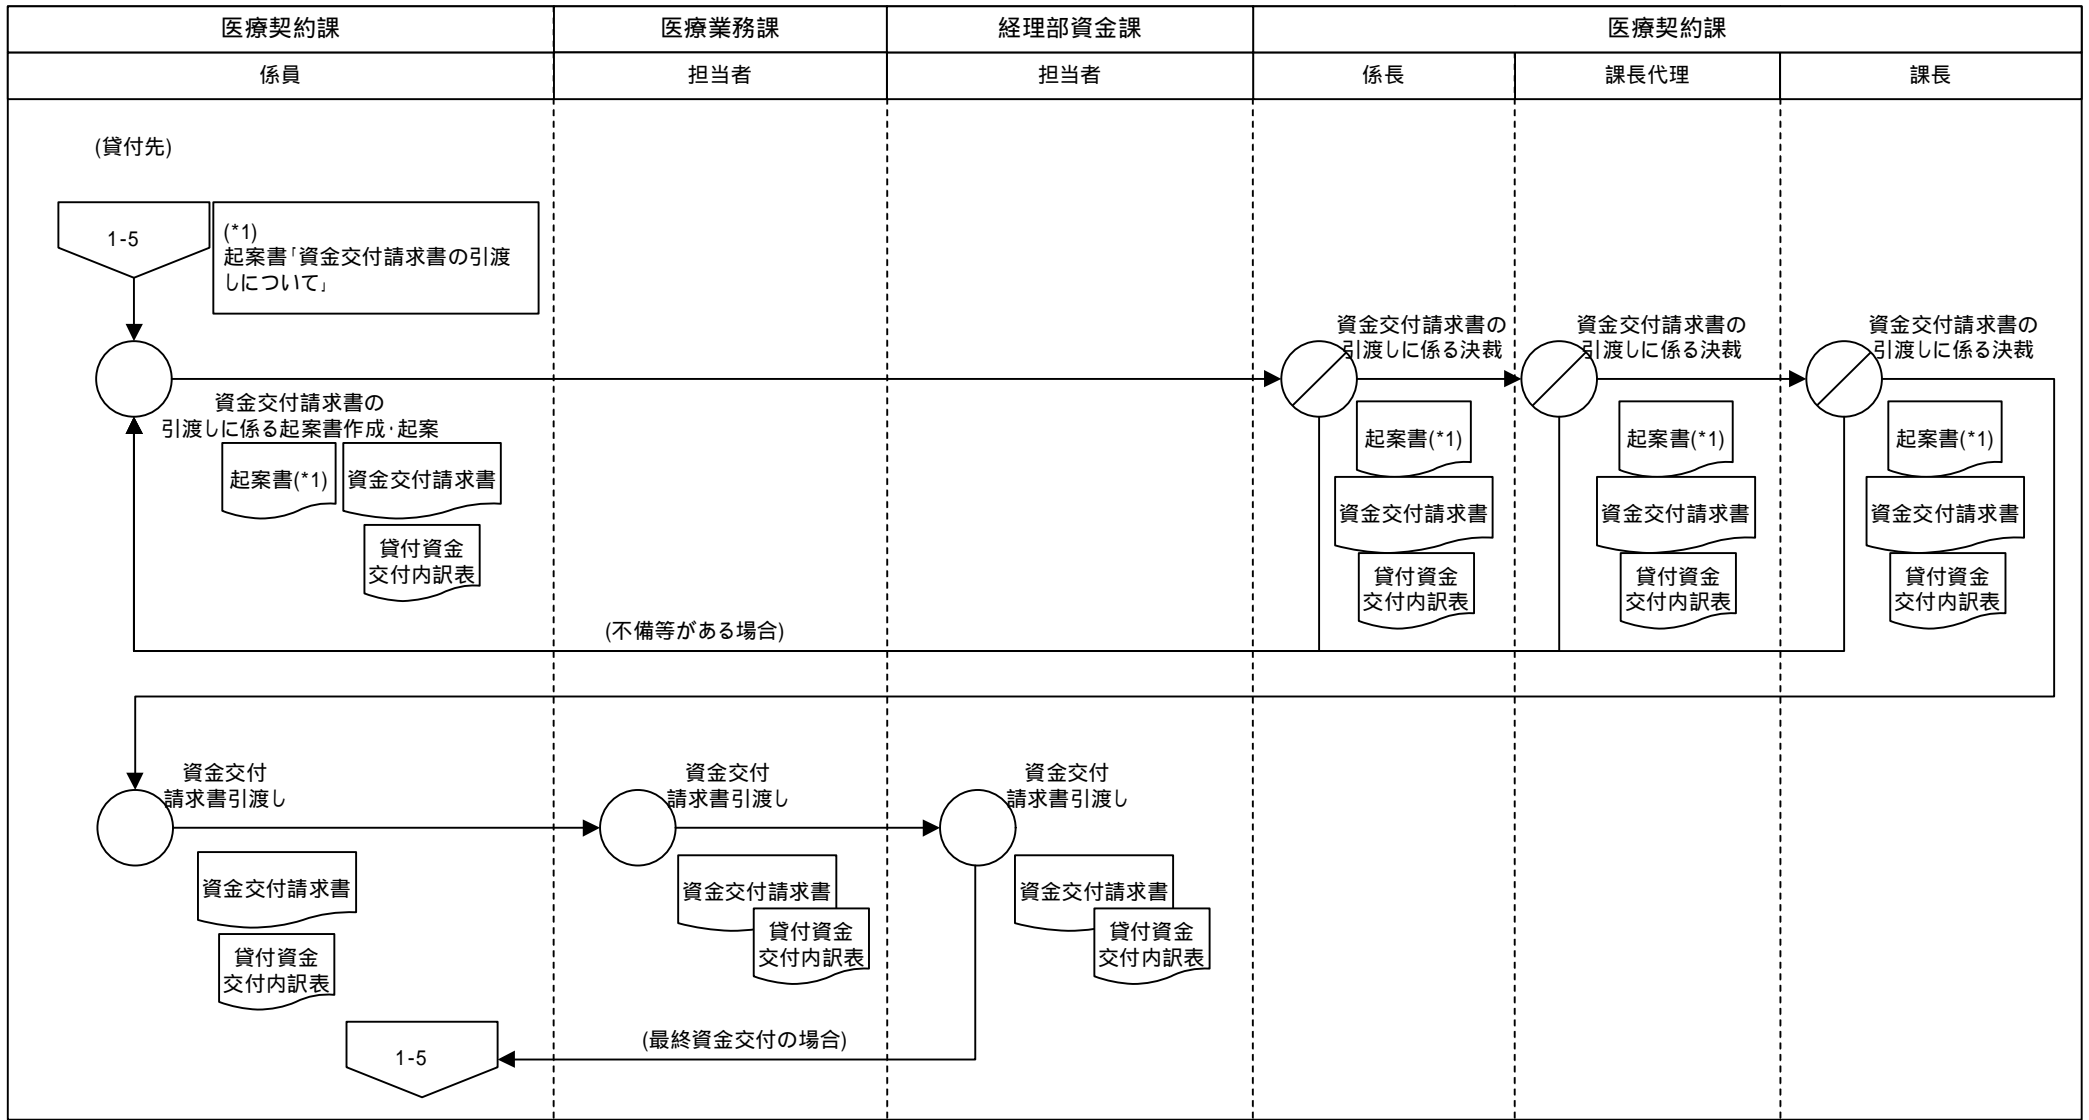 医療契約課
医療業務課
経理部資金課
医療契約課
係員
担当者
担当者
係長
課長代理
課長
(貸付先)
1-5
(*1)
起案書「資金交付請求書の引渡
しについて」
資金交付請求書の
引渡しに係る決裁
資金交付請求書の
引渡しに係る決裁
資金交付請求書の
引渡しに係る決裁
資金交付請求書の
引渡しに係る起案書作成・起案
起案書(*1)
資金交付請求書
貸付資金
交付内訳表
起案書(*1)
資金交付請求書
貸付資金
交付内訳表
起案書(*1)
資金交付請求書
貸付資金
交付内訳表
起案書(*1)
資金交付請求書
貸付資金
交付内訳表
(不備等がある場合)
資金交付
請求書引渡し
資金交付
請求書引渡し
資金交付
請求書引渡し
資金交付請求書
貸付資金
交付内訳表
資金交付請求書
貸付資金
交付内訳表
資金交付請求書
貸付資金
交付内訳表
(最終資金交付の場合)
1-5